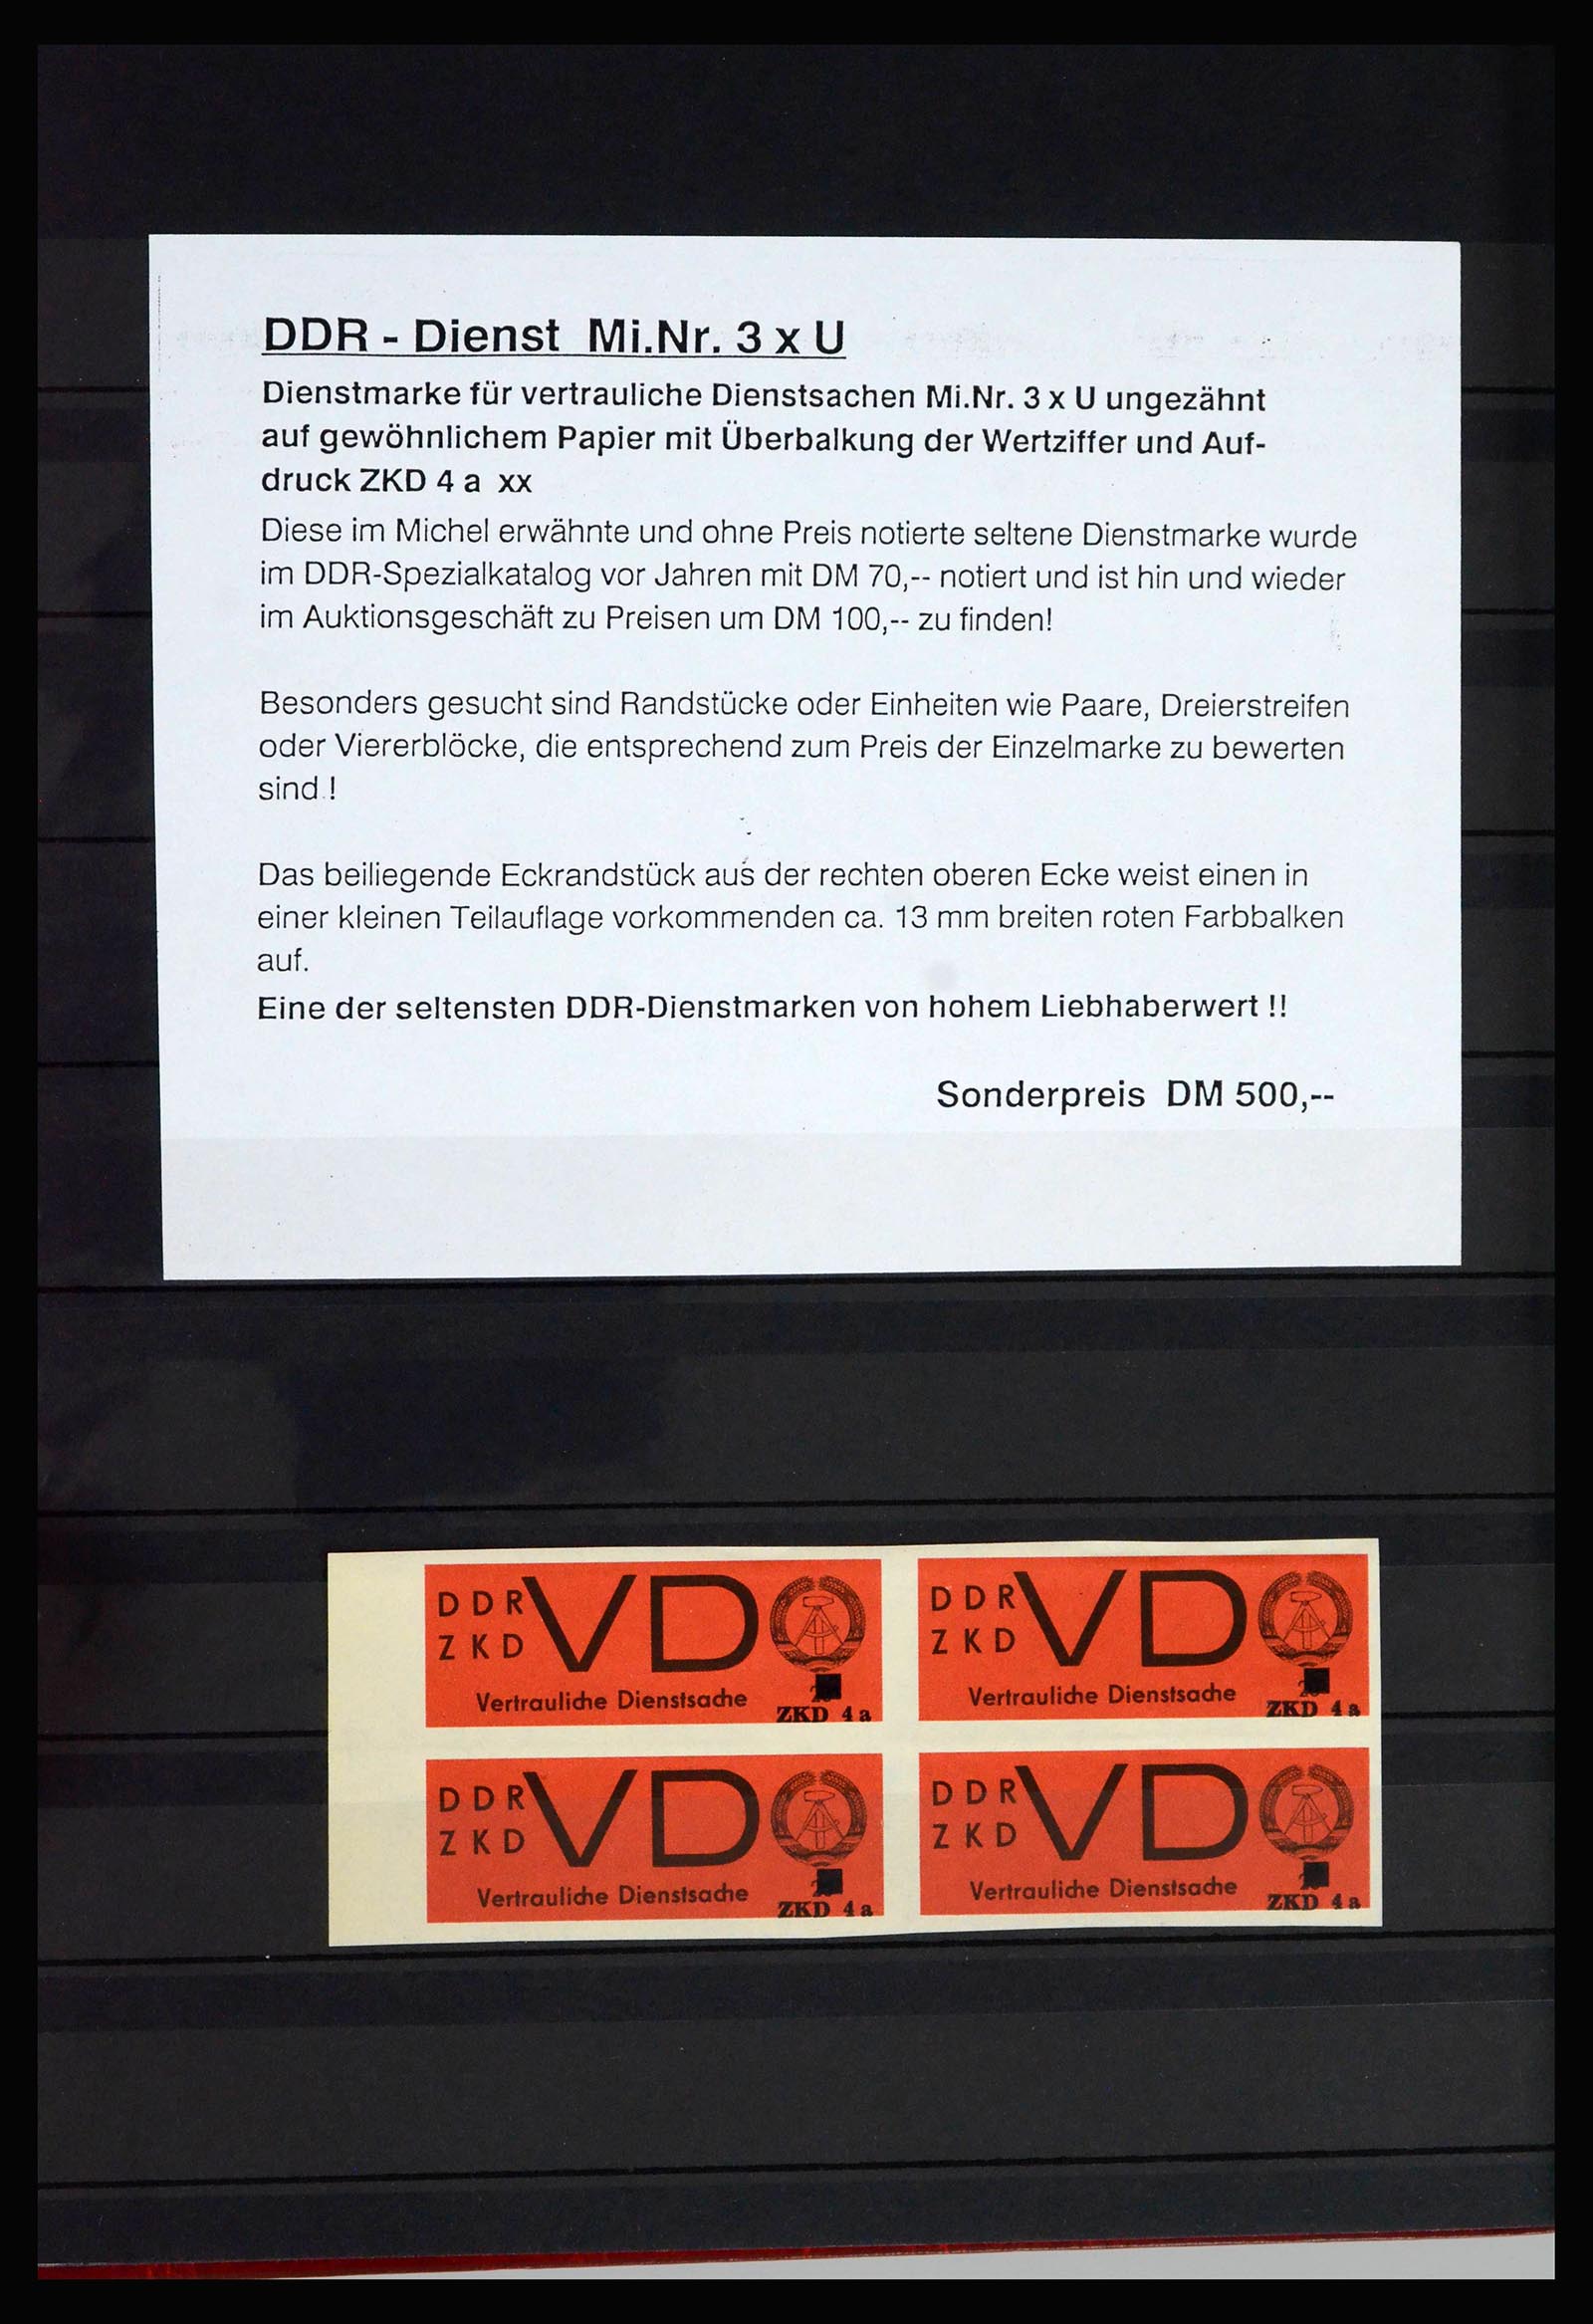 DDR - Dienst Mi.Nr. 3 x U
Dienstmarke für vertrauliche Dienstsachen Mi.Nr. 3 x U ungezähnt
auf gewöhnlichem Papier mit Überbalkung der Wertziffer und Auf-
druck ZKD 4 a xx
Diese im Michel erwähnte und ohne Preis notierte seltene Dienstmarke wurde
im DDR-Spezialkatalog vor Jahren mit DM 70,-- notiert und ist hin und wieder
im Auktionsgeschäft zu Preisen um DM 100,-- zu finden!
Besonders gesucht sind Randstücke oder Einheiten wie Paare, Dreierstreifen
oder Viererblöcke, die entsprechend zum Preis der Einzelmarke zu bewerten
sind !
Das beiliegende Eckrandstück aus der rechten oberen Ecke weist einen in
einer kleinen Teilauflage vorkommenden ca. 13 mm breiten roten Farbbalken
auf.
Eine der seltensten DDR-Dienstmarken von hohem Liebhaberwert !!
Sonderpreis DM 500,--
DDR VD
ZKD
Vertrauliche Dienstsache
ZKD 4a
DDR VD
ZKD
Vertrauliche Dienstsache
ZKD 4a
DDR VD
ZKD
Vertrauliche Dienstsache
ZKD 4a
DDR VD
ZKD
Vertrauliche Dienstsache
ZKD 4a